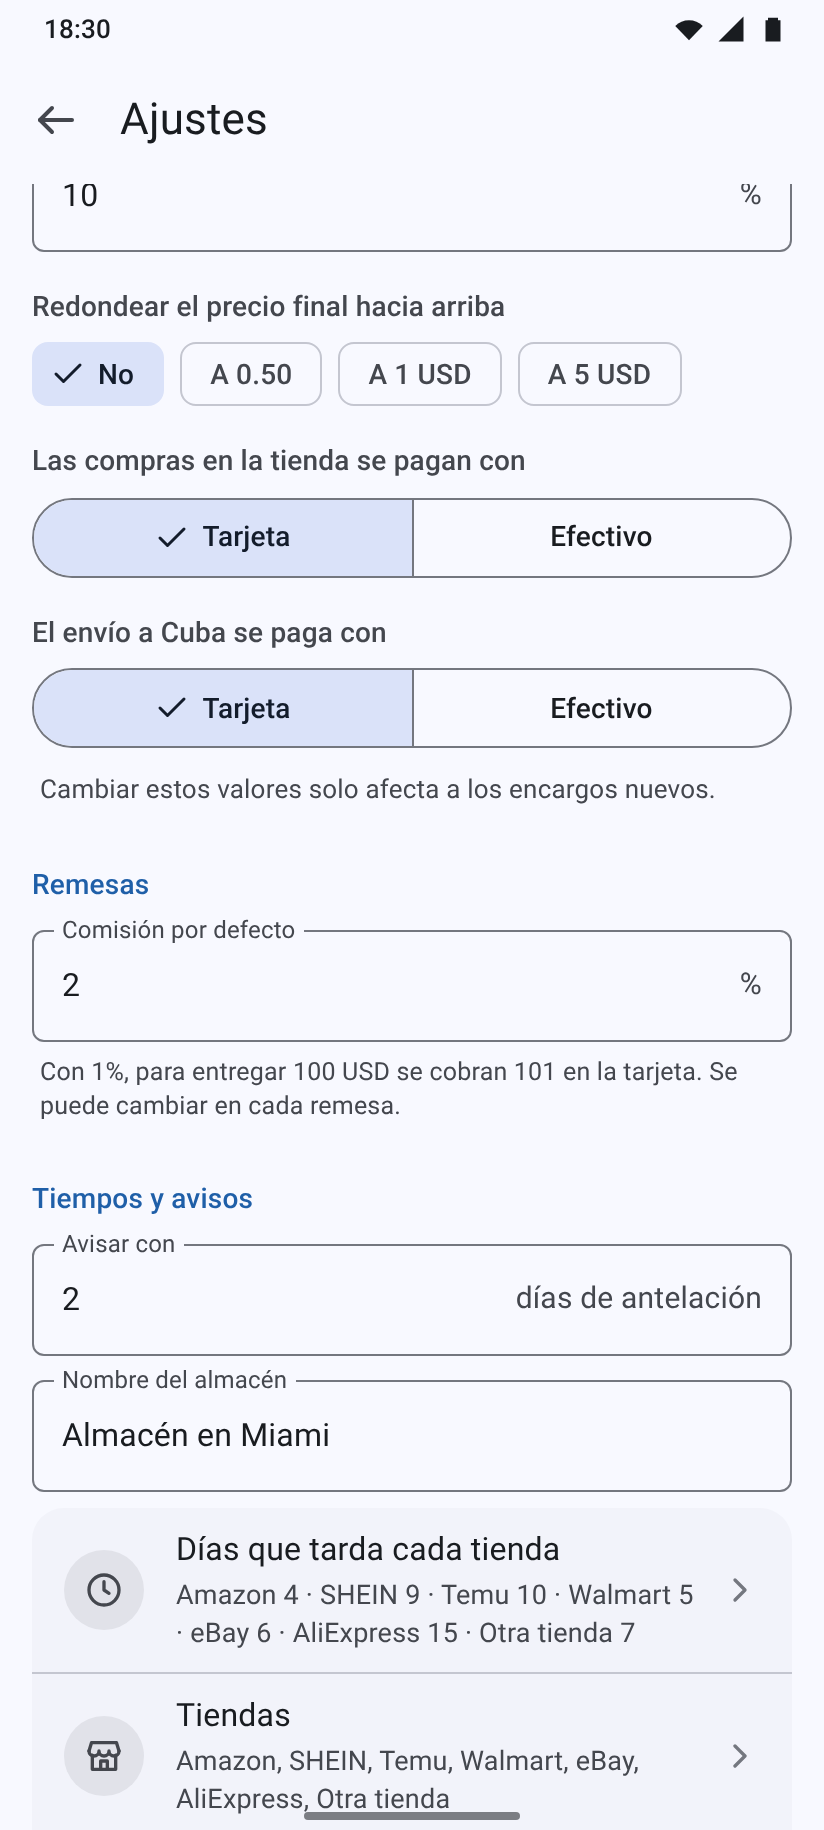 18:30
Ajustes
10 %
Redondear el precio final hacia arriba
No
A 0.50
A 1 USD
A 5 USD
Las compras en la tienda se pagan con
Tarjeta
Efectivo
El envío a Cuba se paga con
Tarjeta
Efectivo
Cambiar estos valores solo afecta a los encargos nuevos.
Remesas
Comisión por defecto
2 %
Con 1%, para entregar 100 USD se cobran 101 en la tarjeta. Se
puede cambiar en cada remesa.
Tiempos y avisos
Avisar con
2 días de antelación
Nombre del almacén
Almacén en Miami
Días que tarda cada tienda
Amazon 4 · SHEIN 9 · Temu 10 · Walmart 5
· eBay 6 · AliExpress 15 · Otra tienda 7
Tiendas
Amazon, SHEIN, Temu, Walmart, eBay,
AliExpress, Otra tienda